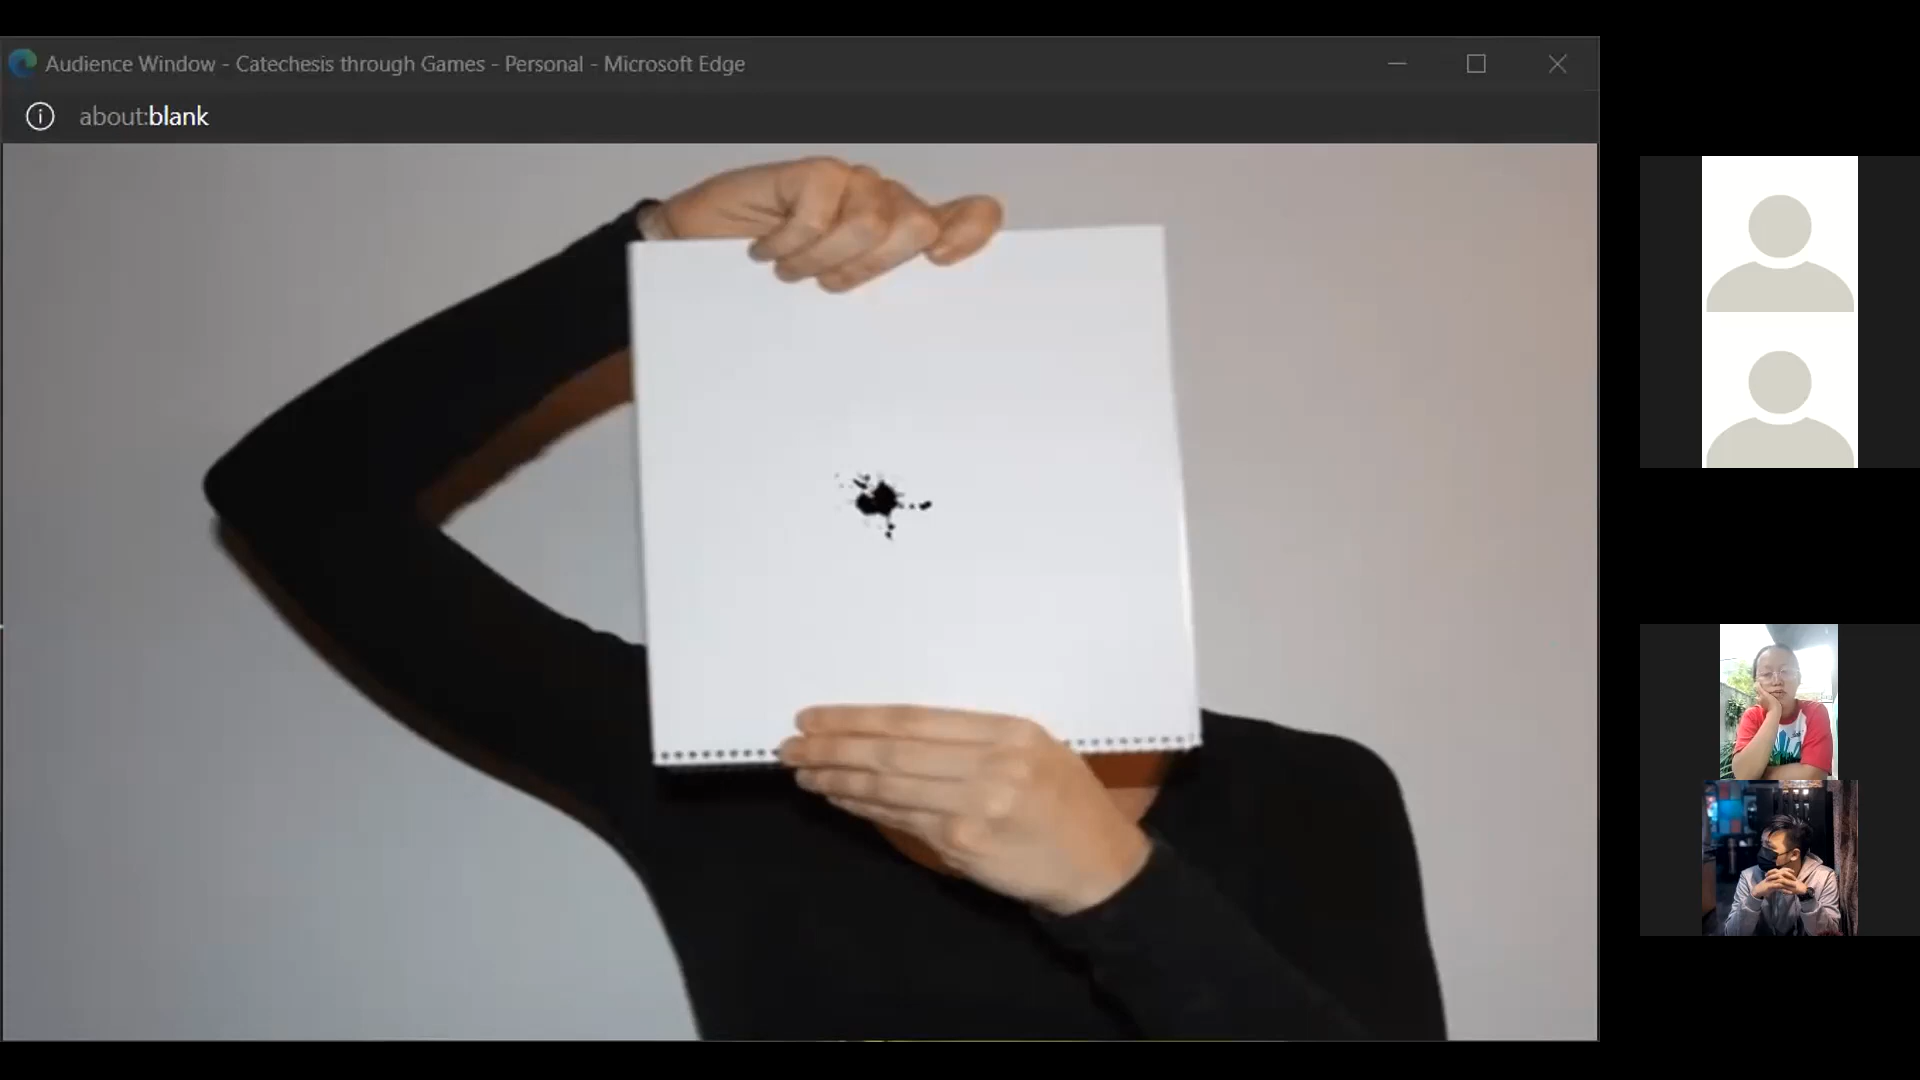 Audience Window - Catechesis through Games - Personal - Microsoft Edge
about:blank